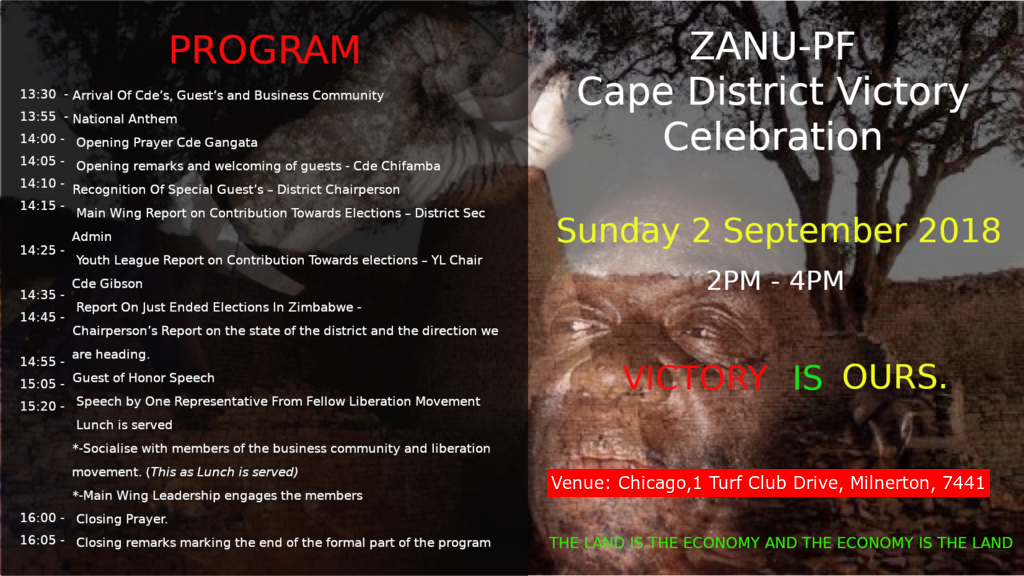 PROGRAM
13:30 - Arrival Of Cde's, Guest's and Business Community
13:55 - National Anthem
14:00 - Opening Prayer Cde Gangata
14:05 - Opening remarks and welcoming of guests - Cde Chifamba
14:10 - Recognition Of Special Guest's – District Chairperson
14:15 - Main Wing Report on Contribution Towards Elections – District Sec
Admin
14:25 - Youth League Report on Contribution Towards elections – YL Chair
Cde Gibson
14:35 - Report On Just Ended Elections In Zimbabwe -
14:45 - Chairperson's Report on the state of the district and the direction we
are heading.
14:55 - Guest of Honor Speech
15:05 - Speech by One Representative From Fellow Liberation Movement
15:20 - Lunch is served
*-Socialise with members of the business community and liberation
movement. (This as Lunch is served)
*-Main Wing Leadership engages the members
16:00 - Closing Prayer.
16:05 - Closing remarks marking the end of the formal part of the program
ZANU-PF
Cape District Victory
Celebration
Sunday 2 September 2018
2PM - 4PM
VICTORY IS OURS.
Venue: Chicago,1 Turf Club Drive, Milnerton, 7441
THE LAND IS THE ECONOMY AND THE ECONOMY IS THE LAND